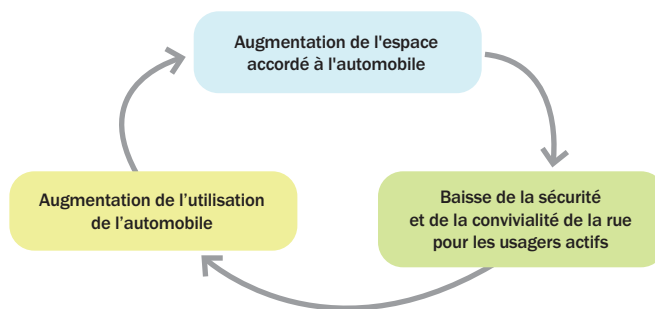 Augmentation de l'espace
accordé à l'automobile
Augmentation de l’utilisation
de l’automobile
Baisse de la sécurité
et de la convivialité de la rue
pour les usagers actifs